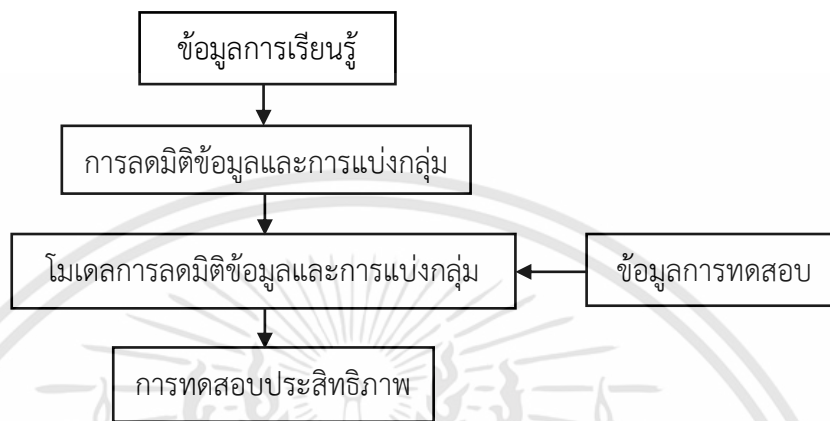 ข้อมูลการเรียนรู้
การลดมิติข้อมูลและการแบ่งกลุ่ม
โมเดลการลดมิติข้อมูลและการแบ่งกลุ่ม
ข้อมูลการทดสอบ
การทดสอบประสิทธิภาพ